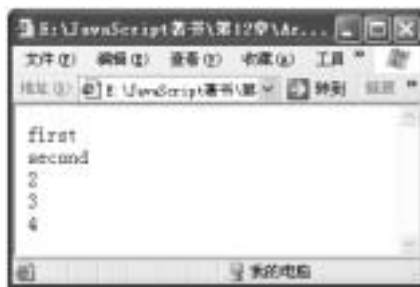 E:\JavaScript著书\第12章\Ar...
文件(F) 编辑(E) 查看(V) 收藏(A) 工具 »
地址(D) E:\JavaScript著书\第 转到 链接 »
first
second
2
3
4
我的电脑